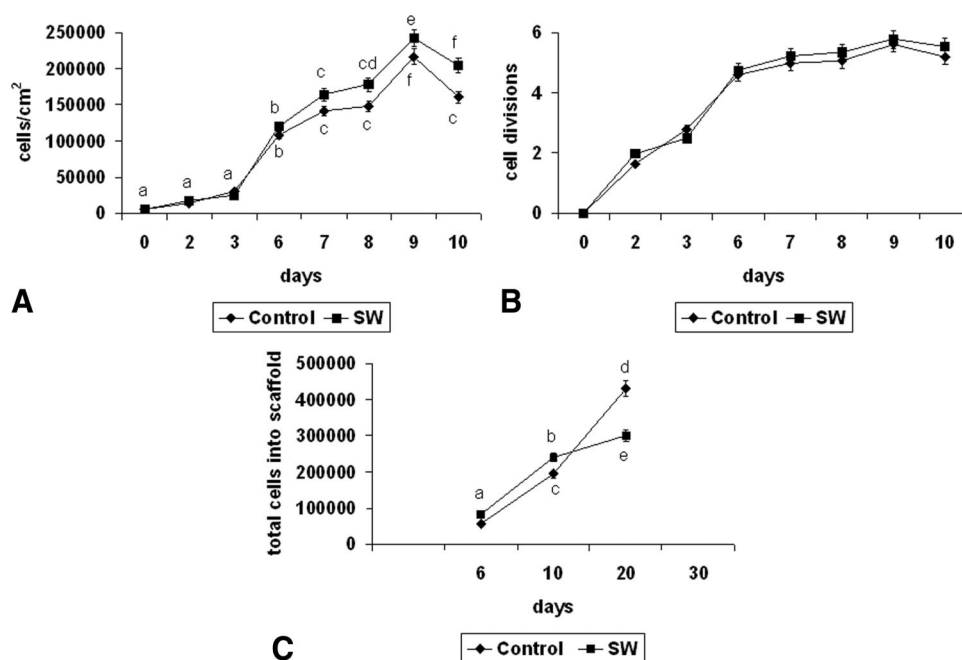 250000
200000
150000
100000
50000
0
cells/cm²
a
a
a
b
b
c
c
cd
c
e
f
f
c
0 2 3 6 7 8 9 10
days
A
Control SW
6
4
2
0
cell divisions
0 2 3 6 7 8 9 10
days
B
Control SW
500000
400000
300000
200000
100000
0
total cells into scaffold
a
b
c
d
e
6 10 20 30
days
C
Control SW